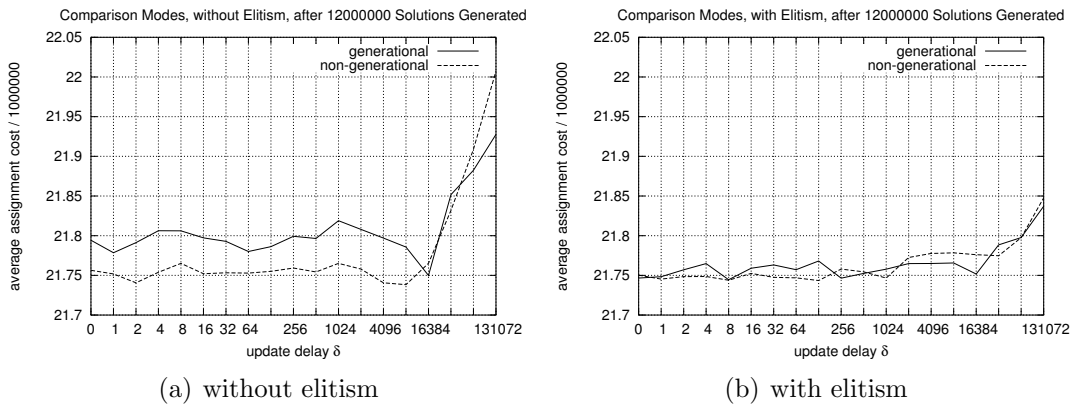 Comparison Modes, without Elitism, after 12000000 Solutions Generated
22.05
22
21.95
21.9
21.85
21.8
21.75
21.7
average assignment cost / 1000000
generational
non-generational
0 1 2 4 8 16 32 64 256 1024 4096 16384 131072
update delay δ
(a) without elitism
Comparison Modes, with Elitism, after 12000000 Solutions Generated
22.05
22
21.95
21.9
21.85
21.8
21.75
21.7
average assignment cost / 1000000
generational
non-generational
0 1 2 4 8 16 32 64 256 1024 4096 16384 131072
update delay δ
(b) with elitism